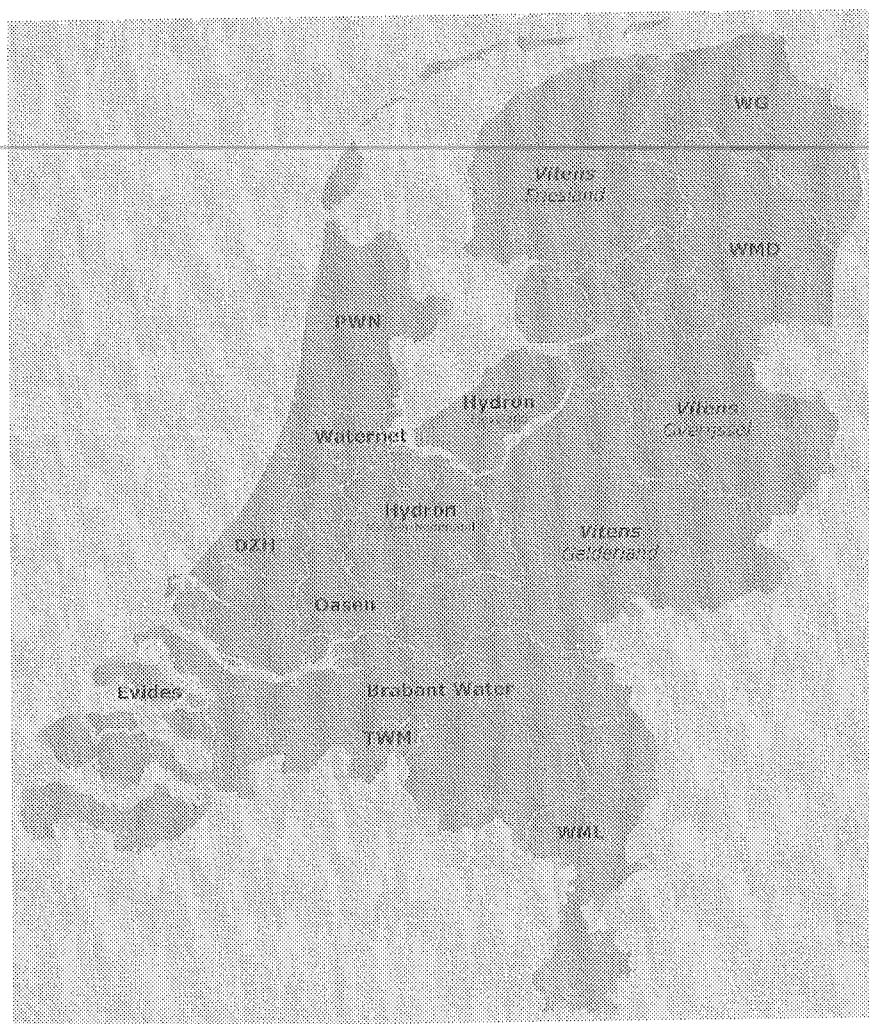 WG
Vitens
Friesland
WMD
PWN
Hydron
Vitens
Overijssel
Waternet
Hydron
Vitens
Gelderland
DZH
Oasen
Evides
Brabant Water
TWM
WML